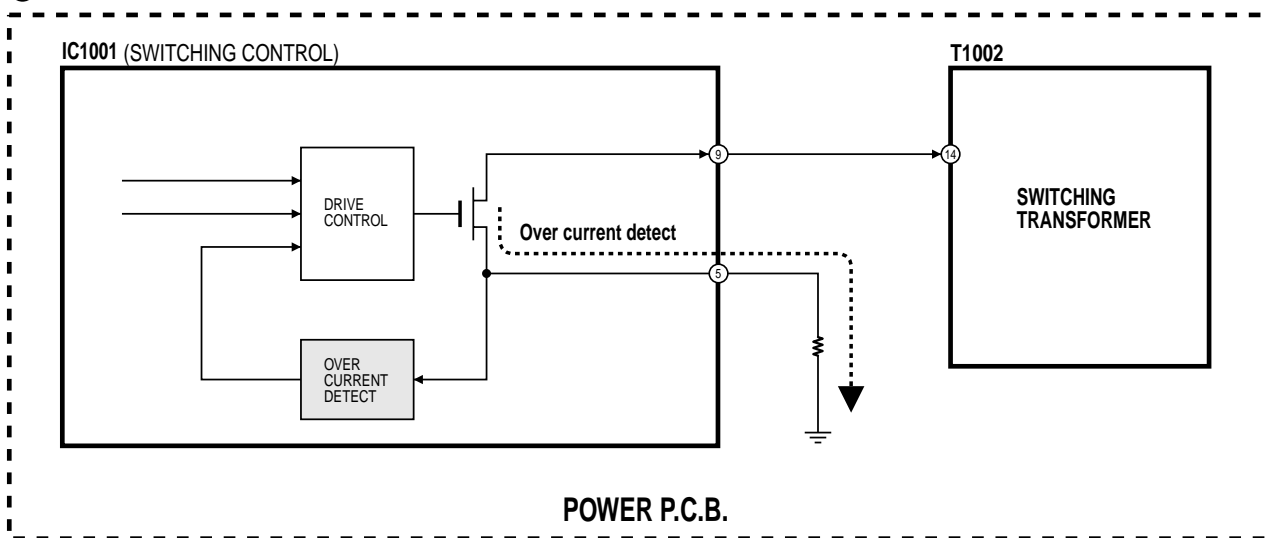 IC1001 (SWITCHING CONTROL)
T1002
9
14
DRIVE
CONTROL
SWITCHING
TRANSFORMER
Over current detect
5
OVER
CURRENT
DETECT
POWER P.C.B.